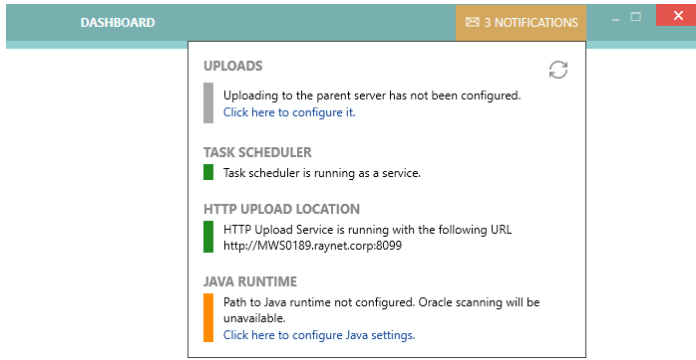 DASHBOARD
3 NOTIFICATIONS
UPLOADS
Uploading to the parent server has not been configured.
Click here to configure it.
TASK SCHEDULER
Task scheduler is running as a service.
HTTP UPLOAD LOCATION
HTTP Upload Service is running with the following URL
http://MWS0189.raynet.corp:8099
JAVA RUNTIME
Path to Java runtime not configured. Oracle scanning will be
unavailable.
Click here to configure Java settings.